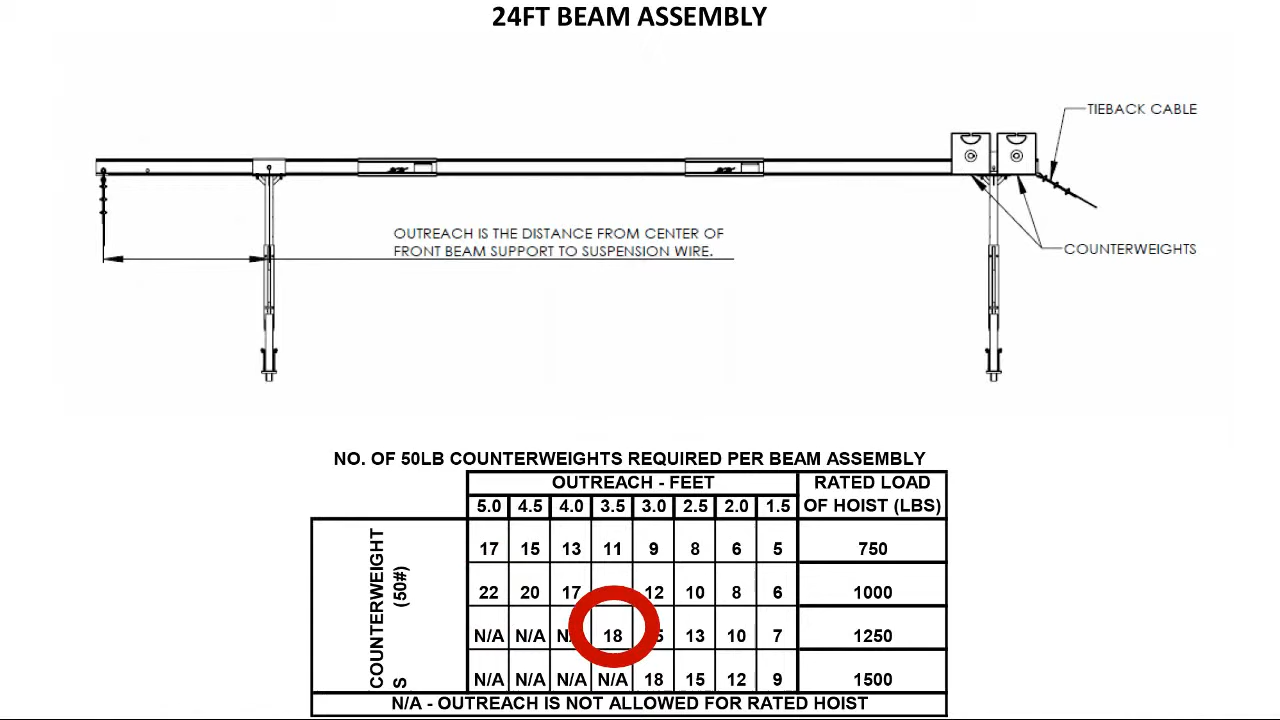 24FT BEAM ASSEMBLY
TIEBACK CABLE
OUTREACH IS THE DISTANCE FROM CENTER OF
FRONT BEAM SUPPORT TO SUSPENSION WIRE.
COUNTERWEIGHTS
NO. OF 50LB COUNTERWEIGHTS REQUIRED PER BEAM ASSEMBLY
OUTREACH - FEET RATED LOAD
5.0 4.5 4.0 3.5 3.0 2.5 2.0 1.5 OF HOIST (LBS)
COUNTERWEIGHT
S (50#)
17 15 13 11 9 8 6 5 750
22 20 17 12 10 8 6 1000
N/A N/A 18 13 10 7 1250
N/A N/A N/A N/A 18 15 12 9 1500
N/A - OUTREACH IS NOT ALLOWED FOR RATED HOIST